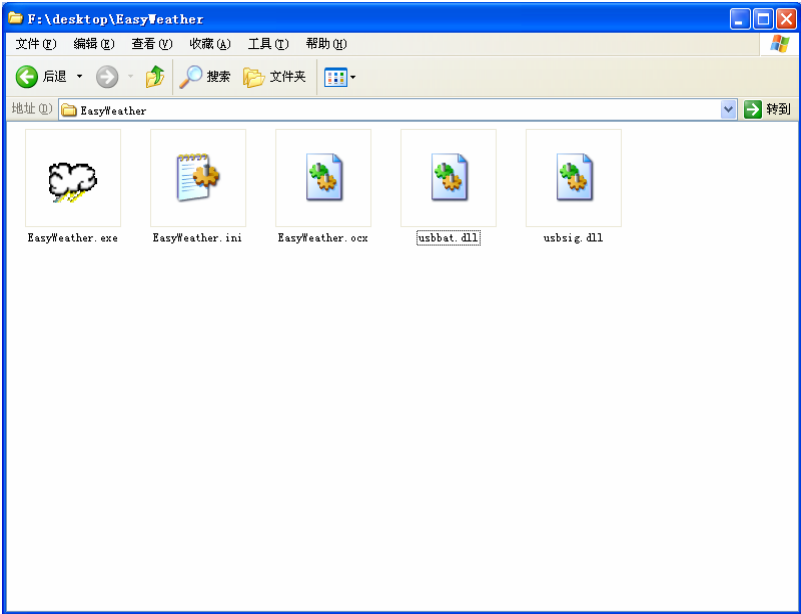 F:\desktop\EasyWeather
文件(F) 编辑(E) 查看(V) 收藏(A) 工具(T) 帮助(H)
后退 搜索 文件夹
地址(D) EasyWeather 转到
EasyWeather.exe EasyWeather.ini EasyWeather.ocx usbbat.dll usbsig.dll